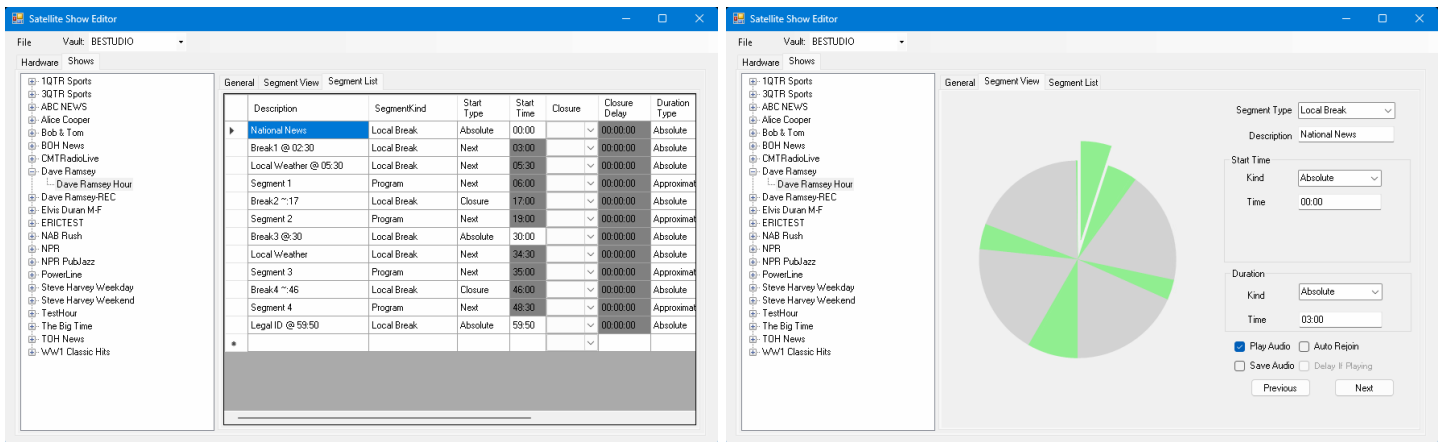 Satellite Show Editor
File Vault: BESTUDIO
Hardware Shows
1QTR Sports
3QTR Sports
ABC NEWS
Alice Cooper
Bob & Tom
BOH News
CMTRadioLive
Dave Ramsey
Dave Ramsey Hour
Dave Ramsey-REC
Elvis Duran M-F
ERICTEST
NAB Rush
NPR
NPR PubJazz
PowerLine
Steve Harvey Weekday
Steve Harvey Weekend
TestHour
The Big Time
TOH News
WW1 Classic Hits
General Segment View Segment List
Description SegmentKind Start Type Start Time Closure Closure Delay Duration Type
National News Local Break Absolute 00:00 00:00:00 Absolute
Break1 @ 02:30 Local Break Next 03:00 00:00:00 Absolute
Local Weather @ 05:30 Local Break Next 05:30 00:00:00 Absolute
Segment 1 Program Next 06:00 00:00:00 Approximat
Break2 ~:17 Local Break Closure 17:00 00:00:00 Absolute
Segment 2 Program Next 19:00 00:00:00 Approximat
Break3 @:30 Local Break Absolute 30:00 00:00:00 Absolute
Local Weather Local Break Next 34:30 00:00:00 Absolute
Segment 3 Program Next 35:00 00:00:00 Approximat
Break4 ~:46 Local Break Closure 46:00 00:00:00 Absolute
Segment 4 Program Next 48:30 00:00:00 Approximat
Legal ID @ 59:50 Local Break Absolute 59:50 00:00:00 Absolute
Satellite Show Editor
File Vault: BESTUDIO
Hardware Shows
1QTR Sports
3QTR Sports
ABC NEWS
Alice Cooper
Bob & Tom
BOH News
CMTRadioLive
Dave Ramsey
Dave Ramsey Hour
Dave Ramsey-REC
Elvis Duran M-F
ERICTEST
NAB Rush
NPR
NPR PubJazz
PowerLine
Steve Harvey Weekday
Steve Harvey Weekend
TestHour
The Big Time
TOH News
WW1 Classic Hits
General Segment View Segment List
Segment Type Local Break
Description National News
Start Time
Kind Absolute
Time 00:00
Duration
Kind Absolute
Time 03:00
Play Audio Auto Rejoin
Save Audio Delay If Playing
Previous Next